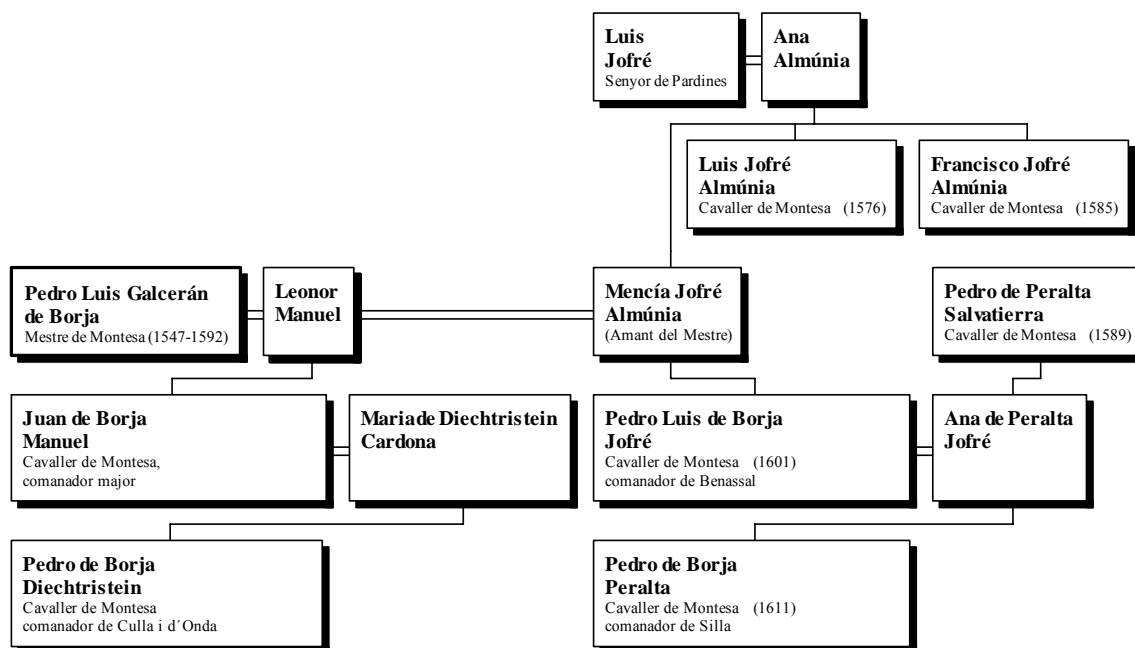 Luis
Jofré
Senyor de Pardines
Ana
Almúnia
Luis Jofré
Almúnia
Cavaller de Montesa (1576)
Francisco Jofré
Almúnia
Cavaller de Montesa (1585)
Pedro Luis Galcerán
de Borja
Mestre de Montesa (1547-1592)
Leonor
Manuel
Mencía Jofré
Almúnia
(Amant del Mestre)
Pedro de Peralta
Salvatierra
Cavaller de Montesa (1589)
Juan de Borja
Manuel
Cavaller de Montesa,
comanador major
Maria de Diechtristein
Cardona
Pedro Luis de Borja
Jofré
Cavaller de Montesa (1601)
comanador de Benassal
Ana de Peralta
Jofré
Pedro de Borja
Diechtristein
Cavaller de Montesa
comanador de Culla i d´Onda
Pedro de Borja
Peralta
Cavaller de Montesa (1611)
comanador de Silla